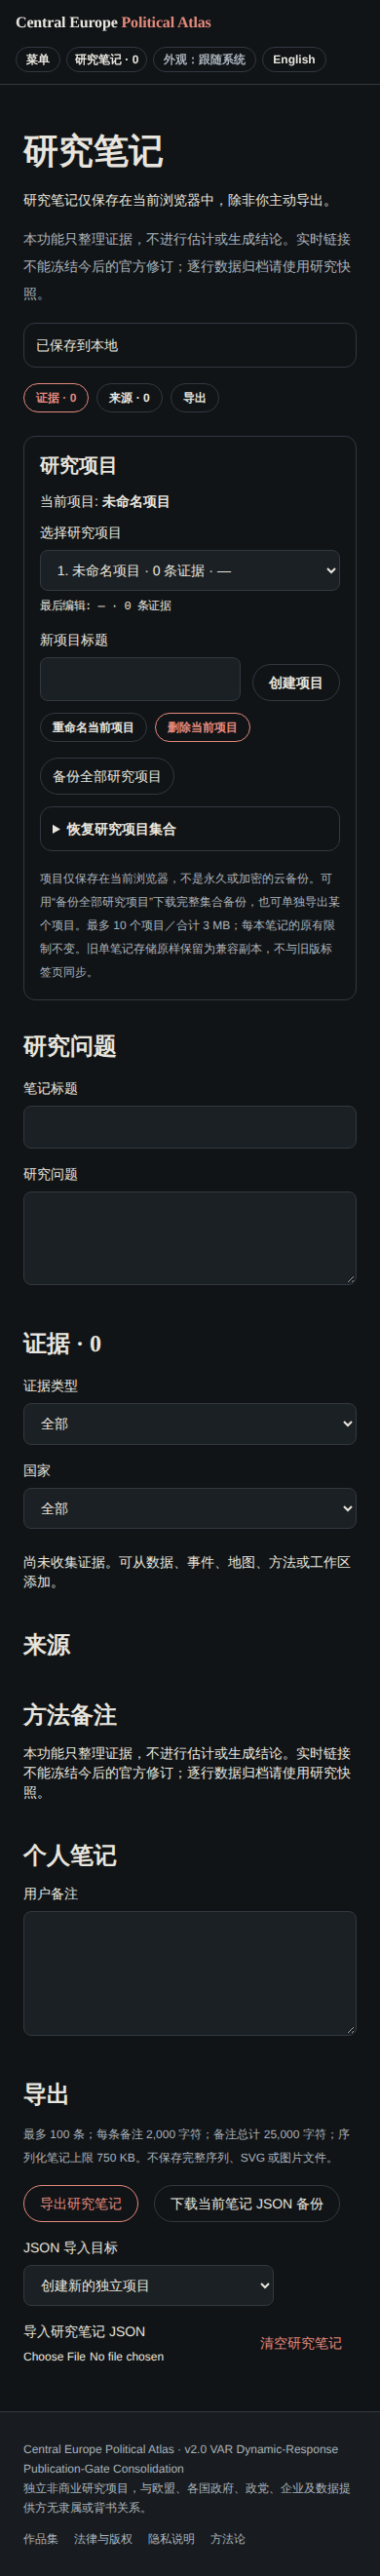 Central Europe Political Atlas
菜单
研究笔记 · 0
外观：跟随系统
English
研究笔记
研究笔记仅保存在当前浏览器中，除非你主动导出。
本功能只整理证据，不进行估计或生成结论。实时链接
不能冻结今后的官方修订；逐行数据归档请使用研究快
照。
已保存到本地
证据 · 0
来源 · 0
导出
研究项目
当前项目: 未命名项目
选择研究项目
1. 未命名项目 · 0 条证据 · —
最后编辑: — · 0 条证据
新项目标题
创建项目
重命名当前项目
删除当前项目
备份全部研究项目
▶ 恢复研究项目集合
项目仅保存在当前浏览器，不是永久或加密的云备份。可
用“备份全部研究项目”下载完整集合备份，也可单独导出某
个项目。最多 10 个项目／合计 3 MB；每本笔记的原有限
制不变。旧单笔记存储原样保留为兼容副本，不与旧版标
签页同步。
研究问题
笔记标题
研究问题
证据 · 0
证据类型
全部
国家
全部
尚未收集证据。可从数据、事件、地图、方法或工作区
添加。
来源
方法备注
本功能只整理证据，不进行估计或生成结论。实时链接
不能冻结今后的官方修订；逐行数据归档请使用研究快
照。
个人笔记
用户备注
导出
最多 100 条；每条备注 2,000 字符；备注总计 25,000 字符；序
列化笔记上限 750 KB。不保存完整序列、SVG 或图片文件。
导出研究笔记
下载当前笔记 JSON 备份
JSON 导入目标
创建新的独立项目
导入研究笔记 JSON
Choose File No file chosen
清空研究笔记
Central Europe Political Atlas · v2.0 VAR Dynamic-Response
Publication-Gate Consolidation
独立非商业研究项目，与欧盟、各国政府、政党、企业及数据提
供方无隶属或背书关系。
作品集
法律与版权
隐私说明
方法论